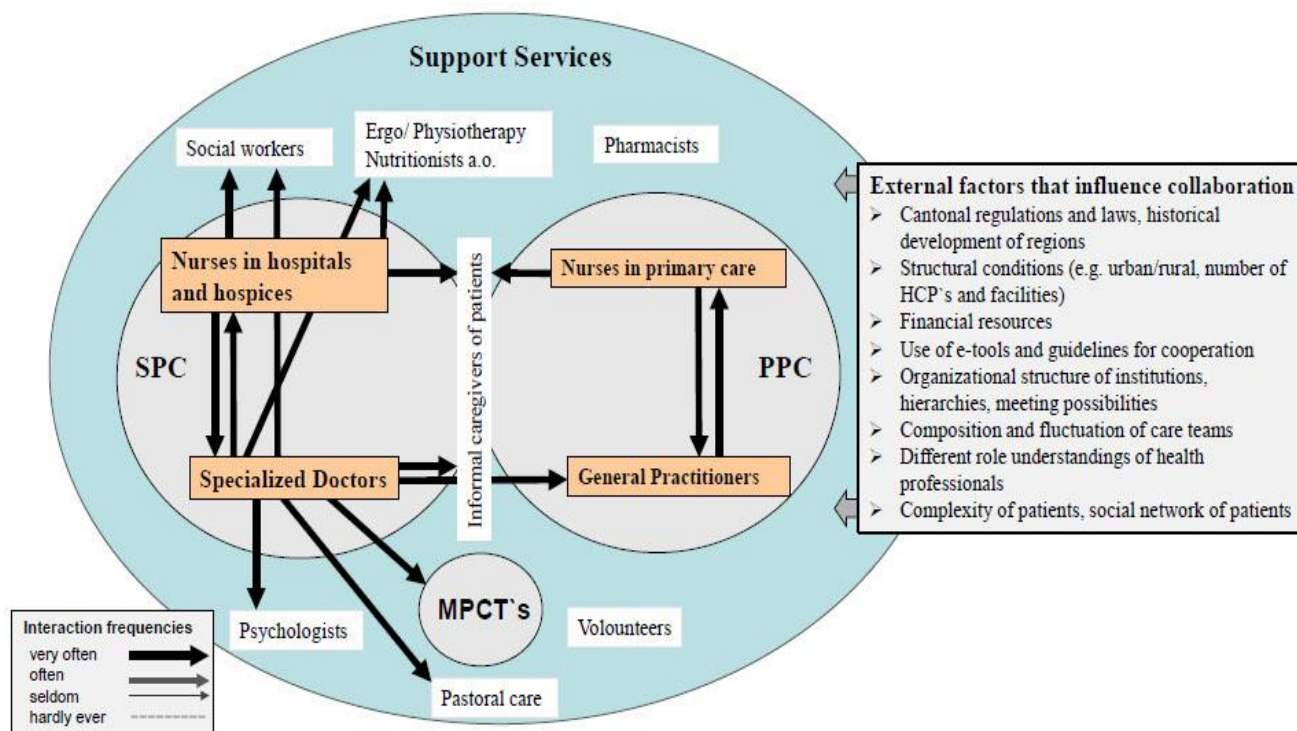 Support Services
Social workers
Ergo/ Physiotherapy
Nutritionists a.o.
Pharmacists
Nurses in hospitals
and hospices
Nurses in primary care
SPC
Informal caregivers of patients
PPC
Specialized Doctors
General Practitioners
MPCT`s
Psychologists
Volounteers
Pastoral care
Interaction frequencies
very often
often
seldom
hardly ever
External factors that influence collaboration
➢ Cantonal regulations and laws, historical
development of regions
➢ Structural conditions (e.g. urban/rural, number of
HCP`s and facilities)
➢ Financial resources
➢ Use of e-tools and guidelines for cooperation
➢ Organizational structure of institutions,
hierarchies, meeting possibilities
➢ Composition and fluctuation of care teams
➢ Different role understandings of health
professionals
➢ Complexity of patients, social network of patients